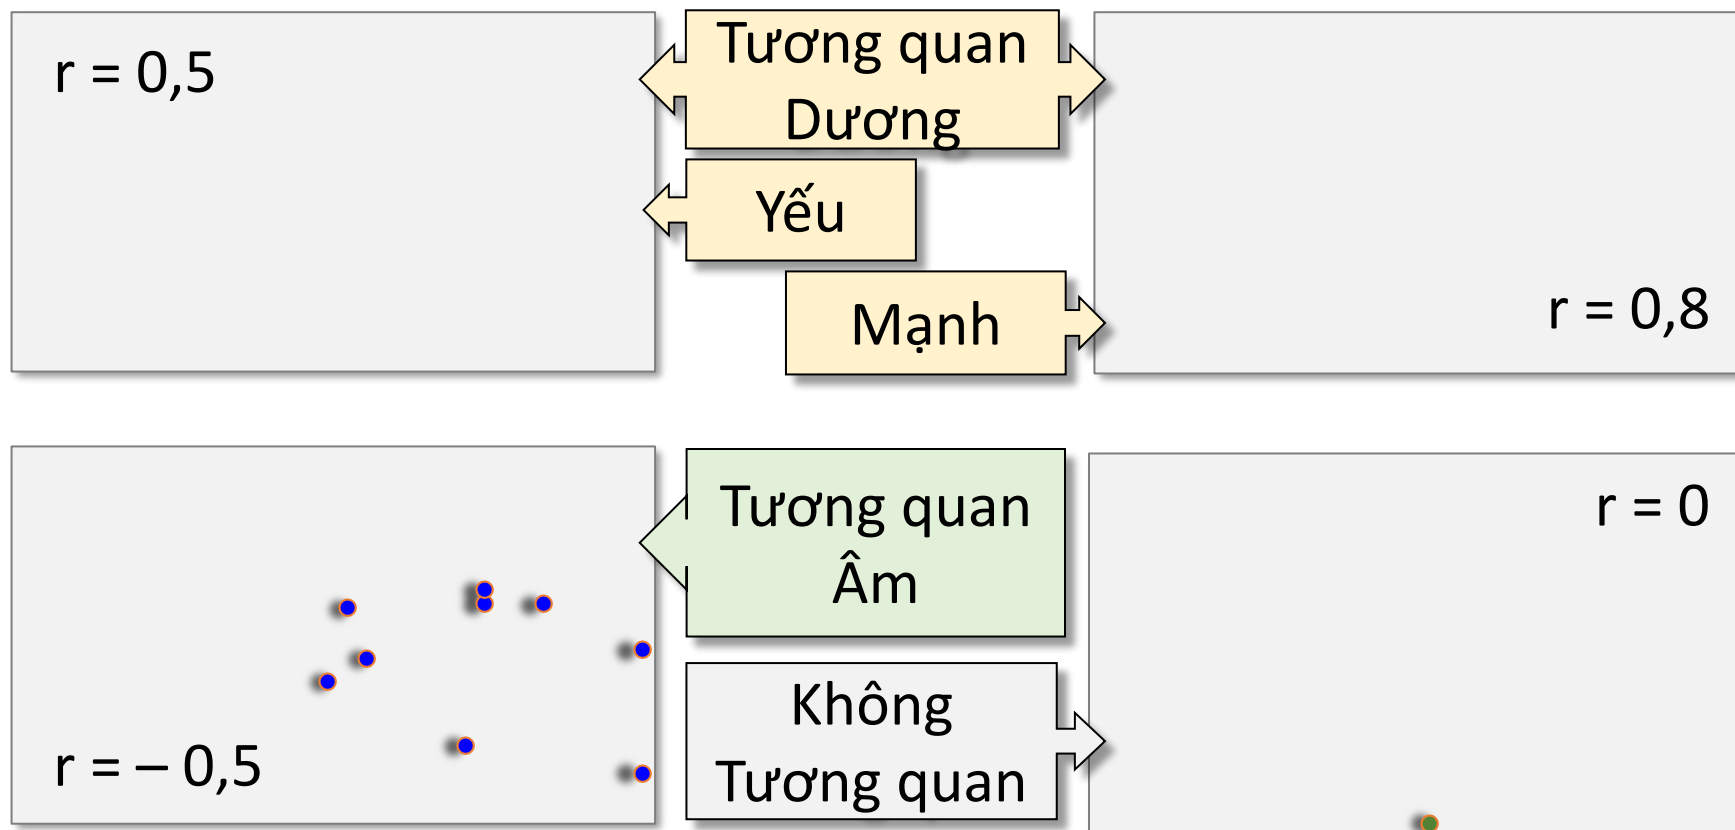 r = 0,5
Tương quan
Dương
Yếu
Mạnh
r = 0,8
Tương quan
Âm
r = 0
Không
Tương quan
r = – 0,5